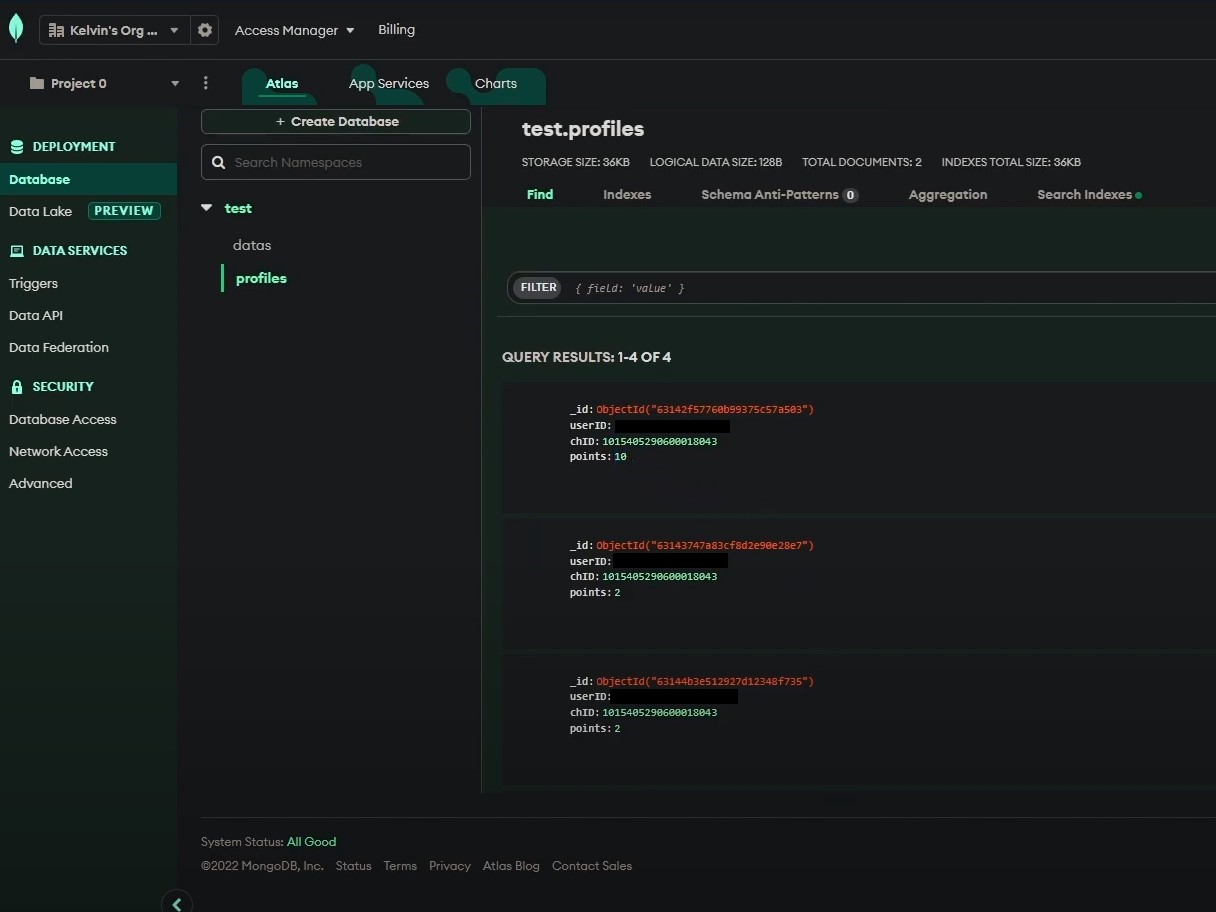 Kelvin's Org ... Access Manager Billing
Project 0 Atlas App Services Charts
DEPLOYMENT
Database
Data Lake PREVIEW
DATA SERVICES
Triggers
Data API
Data Federation
SECURITY
Database Access
Network Access
Advanced
+ Create Database
Search Namespaces
test
datas
profiles
test.profiles
STORAGE SIZE: 36KB LOGICAL DATA SIZE: 128B TOTAL DOCUMENTS: 2 INDEXES TOTAL SIZE: 36KB
Find Indexes Schema Anti-Patterns 0 Aggregation Search Indexes
FILTER { field: 'value' }
QUERY RESULTS: 1-4 OF 4
_id: ObjectId("63142f57760b99375c57a503")
userID:
chID: 1015405290600018043
points: 10
_id: ObjectId("63143747a83cf8d2e90e28e7")
userID:
chID: 1015405290600018043
points: 2
_id: ObjectId("63144b3e512927d12348f735")
userID:
chID: 1015405290600018043
points: 2
System Status: All Good
©2022 MongoDB, Inc. Status Terms Privacy Atlas Blog Contact Sales